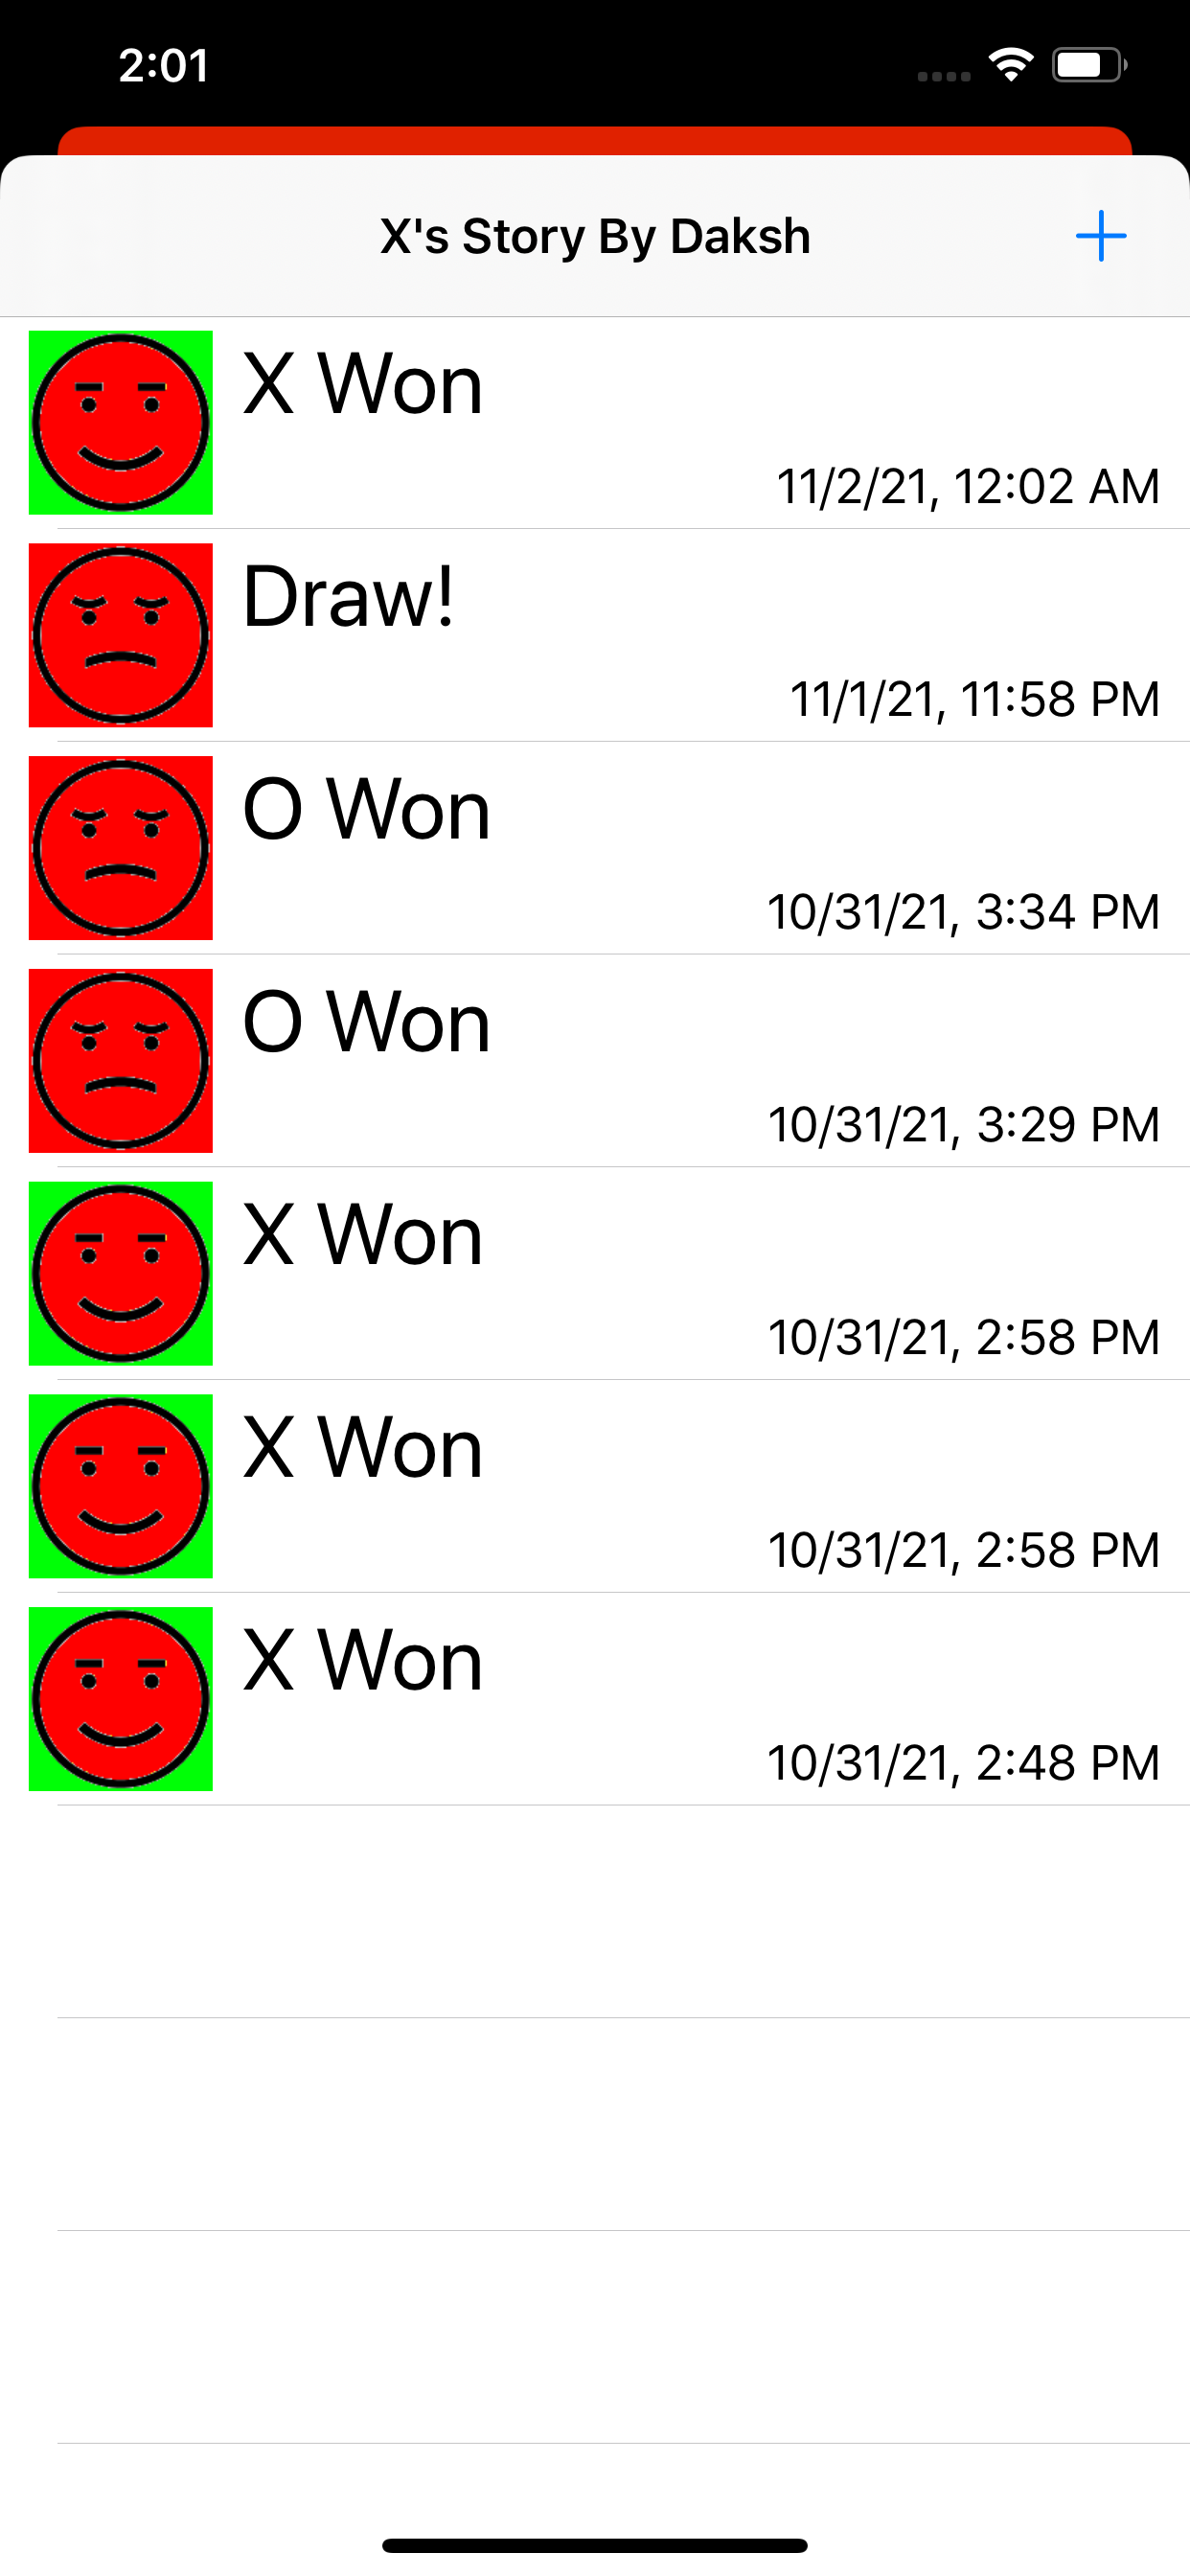 2:01
X's Story By Daksh
X Won
11/2/21, 12:02 AM
Draw!
11/1/21, 11:58 PM
O Won
10/31/21, 3:34 PM
O Won
10/31/21, 3:29 PM
X Won
10/31/21, 2:58 PM
X Won
10/31/21, 2:58 PM
X Won
10/31/21, 2:48 PM